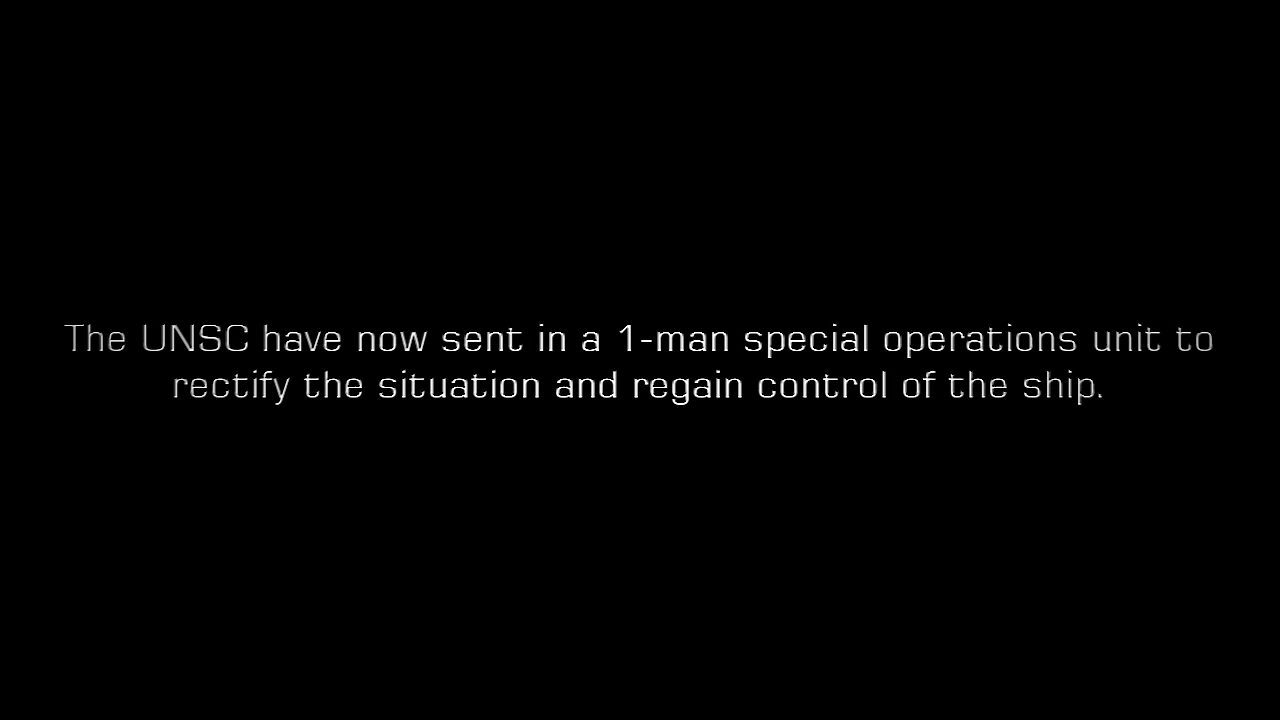 The UNSC have now sent in a 1-man special operations unit to
rectify the situation and regain control of the ship.